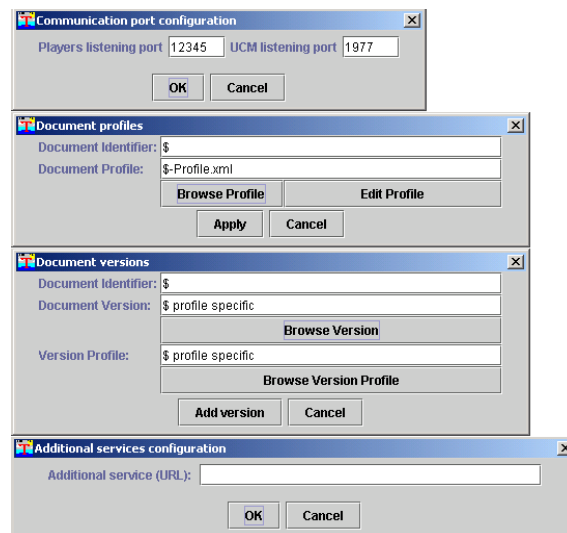 Communication port configuration
Players listening port 12345 UCM listening port 1977
OK Cancel
Document profiles
Document Identifier: $
Document Profile: $-Profile.xml
Browse Profile Edit Profile
Apply Cancel
Document versions
Document Identifier: $
Document Version: $ profile specific
Browse Version
Version Profile: $ profile specific
Browse Version Profile
Add version Cancel
Additional services configuration
Additional service (URL):
OK Cancel